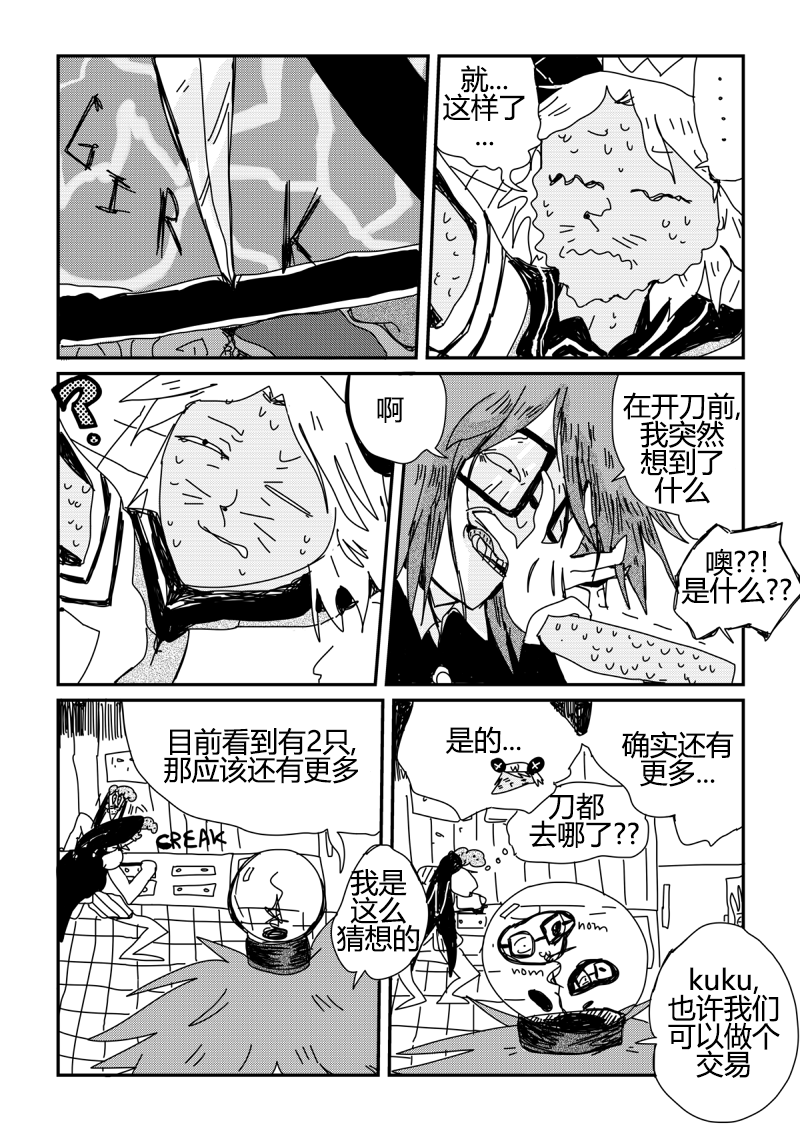 GIRK
就...
这样了
...
....
?
啊
在开刀前,
我突然
想到了
什么
噢??!
是什么??
目前看到有2只,
那应该还有更多
CREAK
我是
这么
猜想的
是的...
确实还有
更多...
刀都
去哪了??
nom
nom
kuku,
也许我们
可以做个
交易